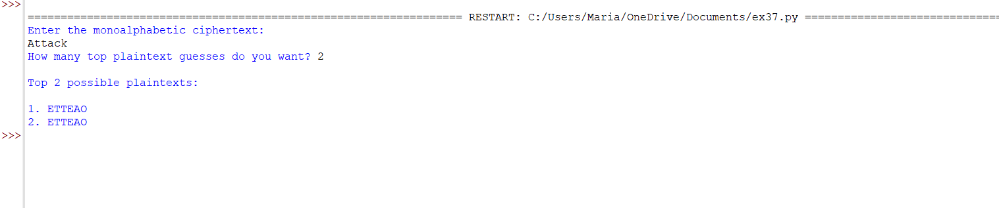 >>>
================================================================== RESTART: C:/Users/Maria/OneDrive/Documents/ex37.py ==============================
Enter the monoalphabetic ciphertext:
Attack
How many top plaintext guesses do you want? 2
Top 2 possible plaintexts:
1. ETTEAO
2. ETTEAO
>>>